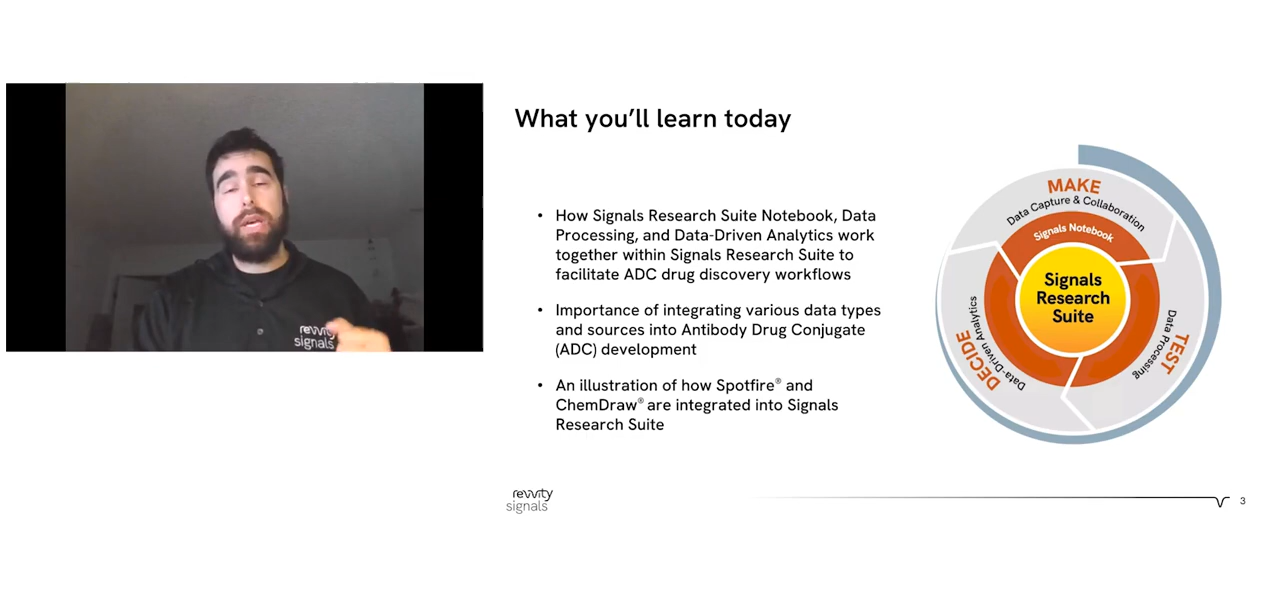 revvity
signals
What you’ll learn today
• How Signals Research Suite Notebook, Data
Processing, and Data-Driven Analytics work
together within Signals Research Suite to
facilitate ADC drug discovery workflows
• Importance of integrating various data types
and sources into Antibody Drug Conjugate
(ADC) development
• An illustration of how Spotfire® and
ChemDraw® are integrated into Signals
Research Suite
MAKE
Data Capture & Collaboration
Signals Notebook
Signals
Research
Suite
TEST
Data Processing
DECIDE
Data-Driven Analytics
revvity
signals
3